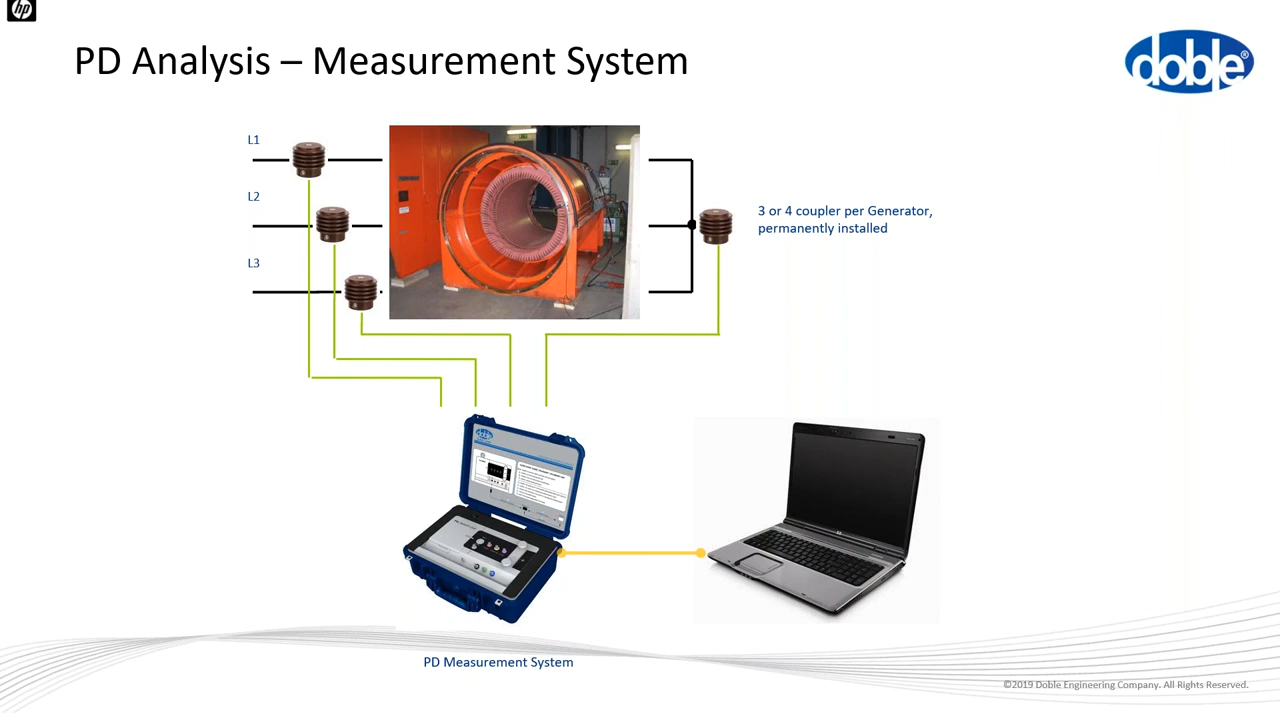 hp
PD Analysis – Measurement System
doble®
L1
L2
L3
3 or 4 coupler per Generator,
permanently installed
PD Measurement System
©2019 Doble Engineering Company. All Rights Reserved.